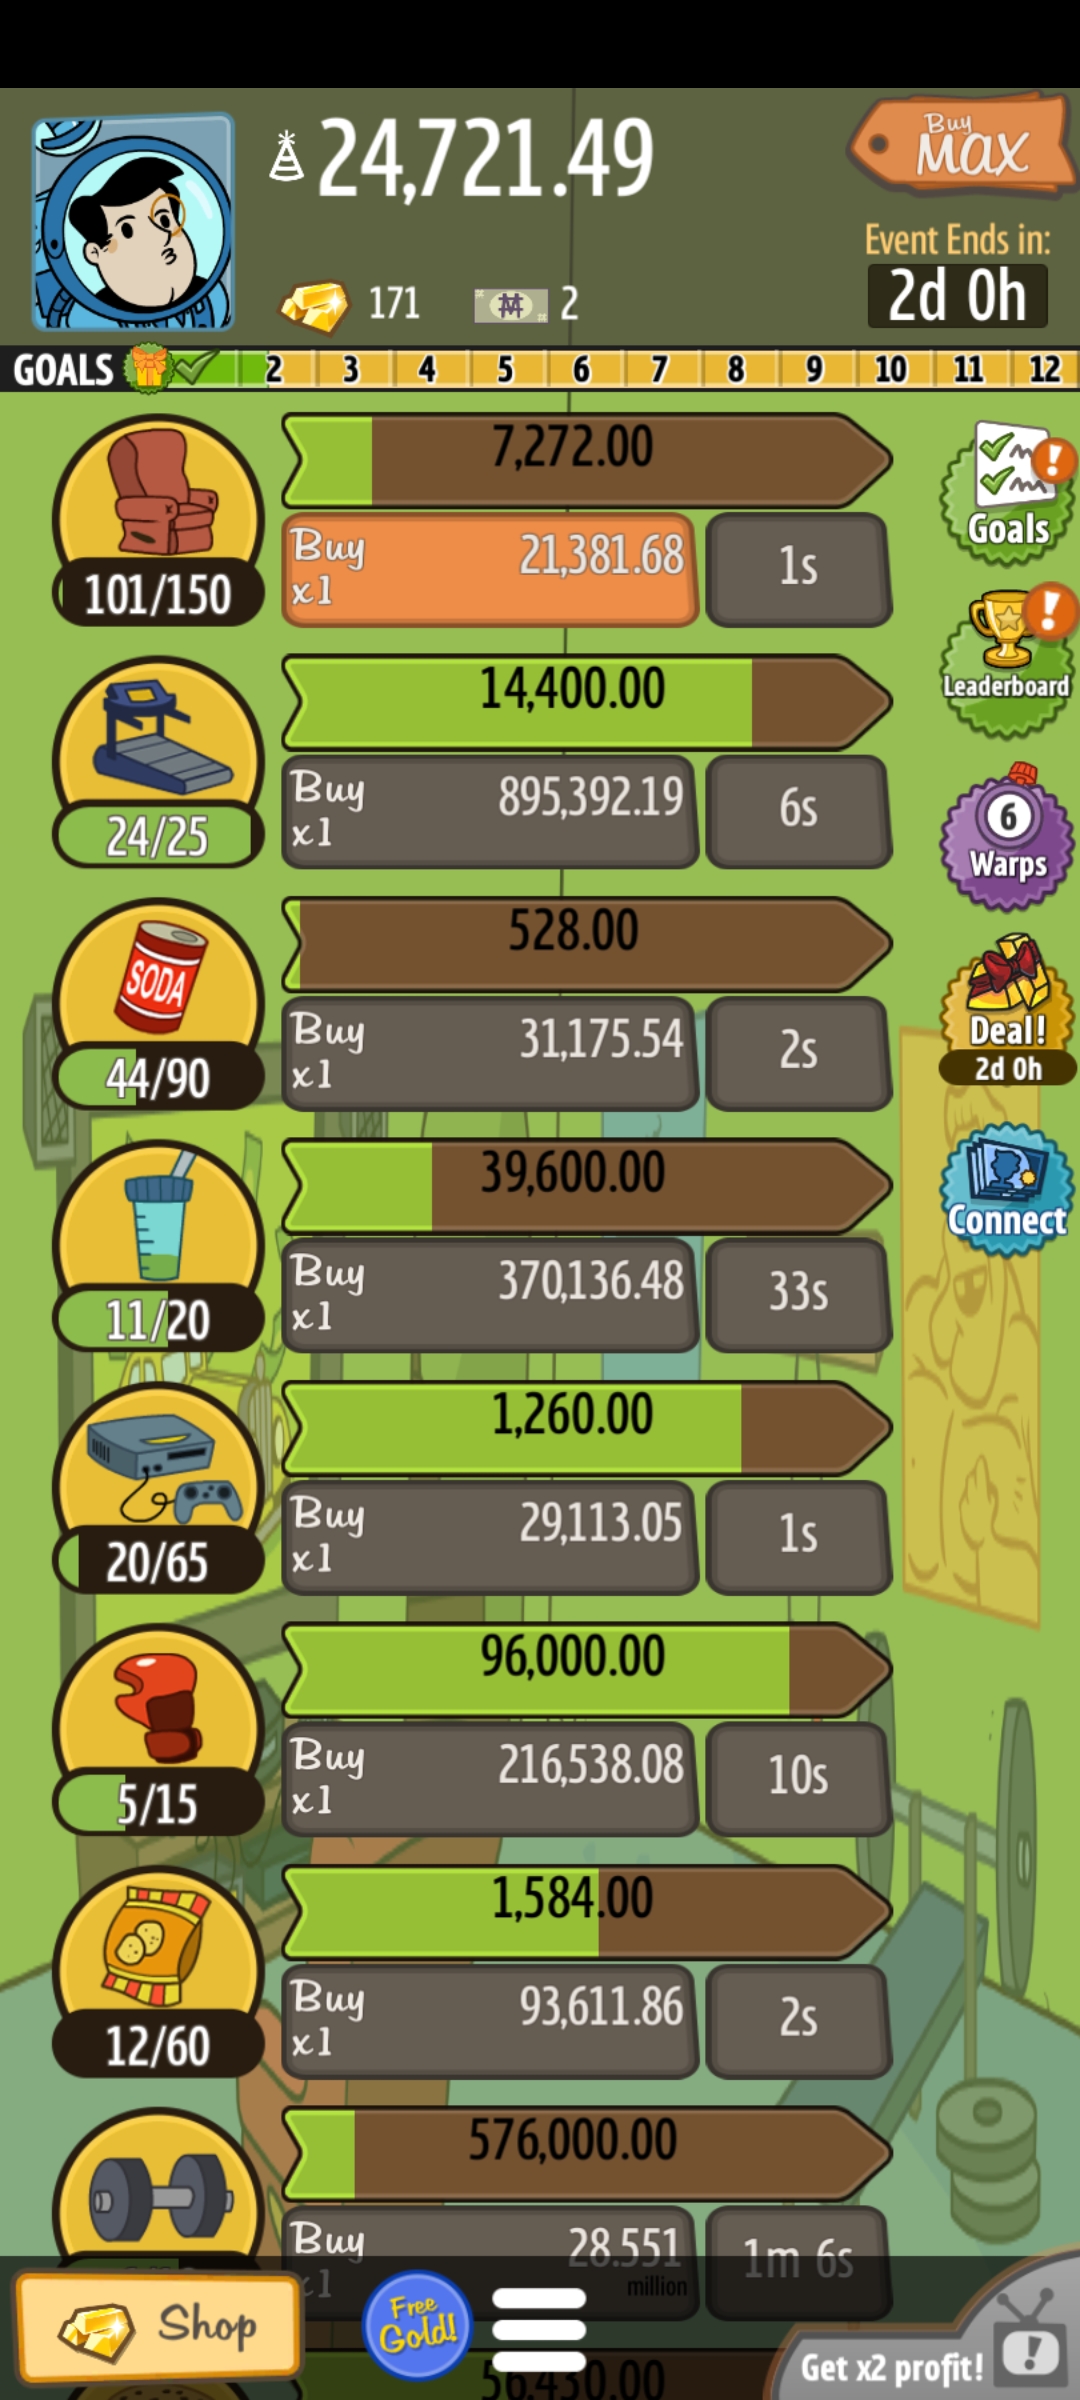 24,721.49
Buy
MAX
Event Ends in:
2d 0h
171
2
GOALS 2 3 4 5 6 7 8 9 10 11 12
7,272.00
Buy
x1
21,381.68
1s
101/150
Goals
14,400.00
Buy
x1
895,392.19
6s
24/25
Leaderboard
528.00
Buy
x1
31,175.54
2s
SODA
44/90
6
Warps
39,600.00
Buy
x1
370,136.48
33s
11/20
Deal!
2d 0h
Connect
1,260.00
Buy
x1
29,113.05
1s
20/65
96,000.00
Buy
x1
216,538.08
10s
5/15
1,584.00
Buy
x1
93,611.86
2s
12/60
576,000.00
Buy
x1
28.551
million
1m 6s
Shop
Free
Gold!
56,430.00
Get x2 profit!